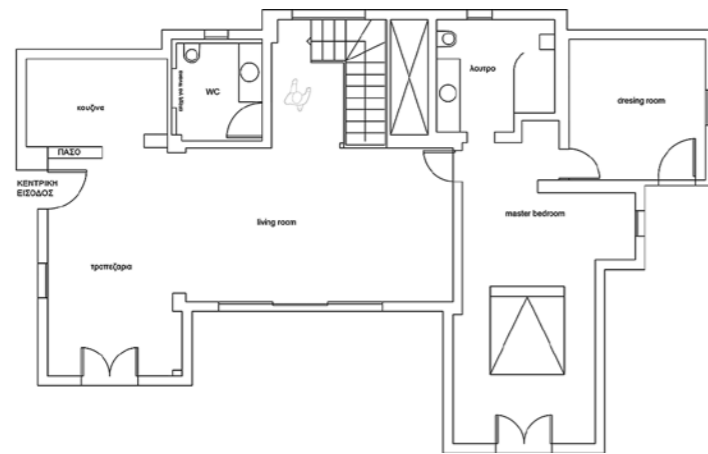 κουζινα
WC
λουτρο
dresing room
ΠΑΣΟ
ΚΕΝΤΡΙΚΗ
ΕΙΣΟΔΟΣ
living room
master bedroom
τραπεζαρια